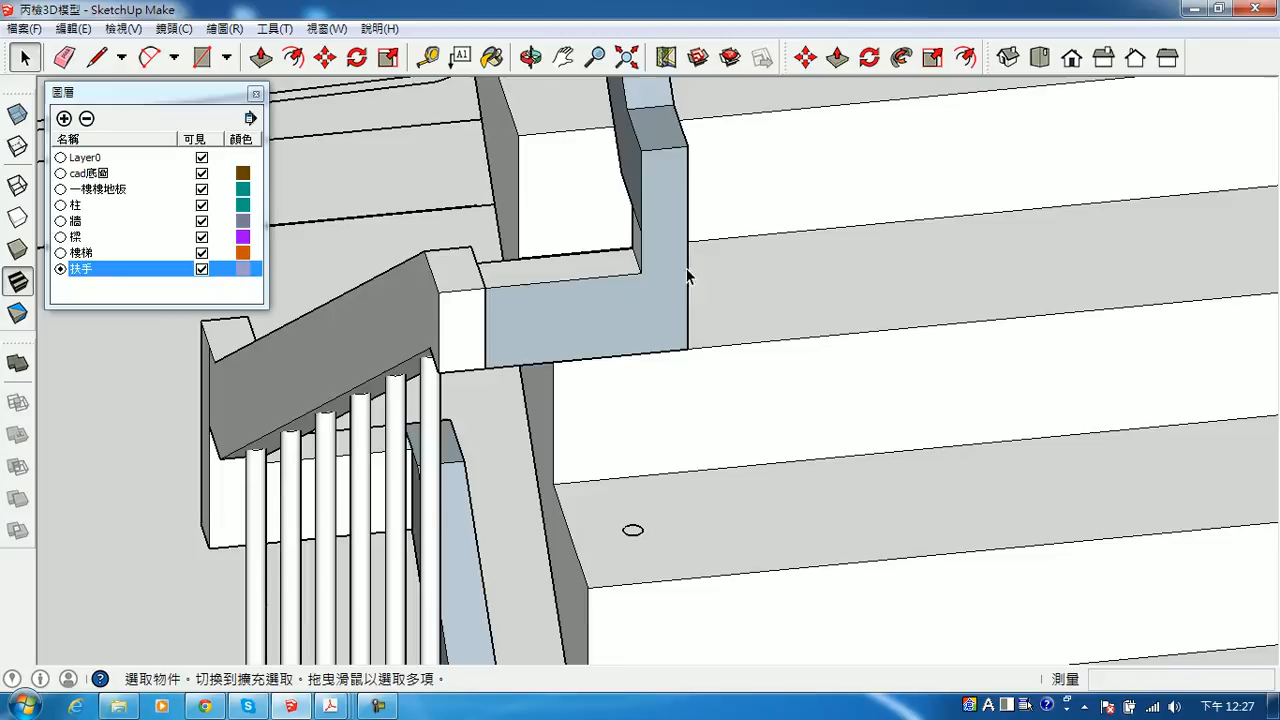 丙檢3D模型 - SketchUp Make
檔案(F) 編輯(E) 檢視(V) 鏡頭(C) 繪圖(R) 工具(T) 視窗(W) 說明(H)
A1
圖層
名稱 可見 顏色
Layer0
cad底圖
一樓樓地板
柱
牆
樑
樓梯
扶手
選取物件。切換到擴充選取。拖曳滑鼠以選取多項。 測量
A 下午 12:27